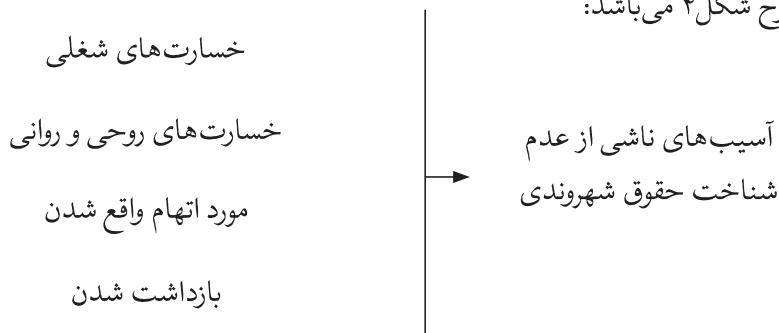 شکل۲ می‌باشد:
خسارت‌های شغلی
خسارت‌های روحی و روانی
مورد اتهام واقع شدن
بازداشت شدن
آسیب‌های ناشی از عدم
شناخت حقوق شهروندی